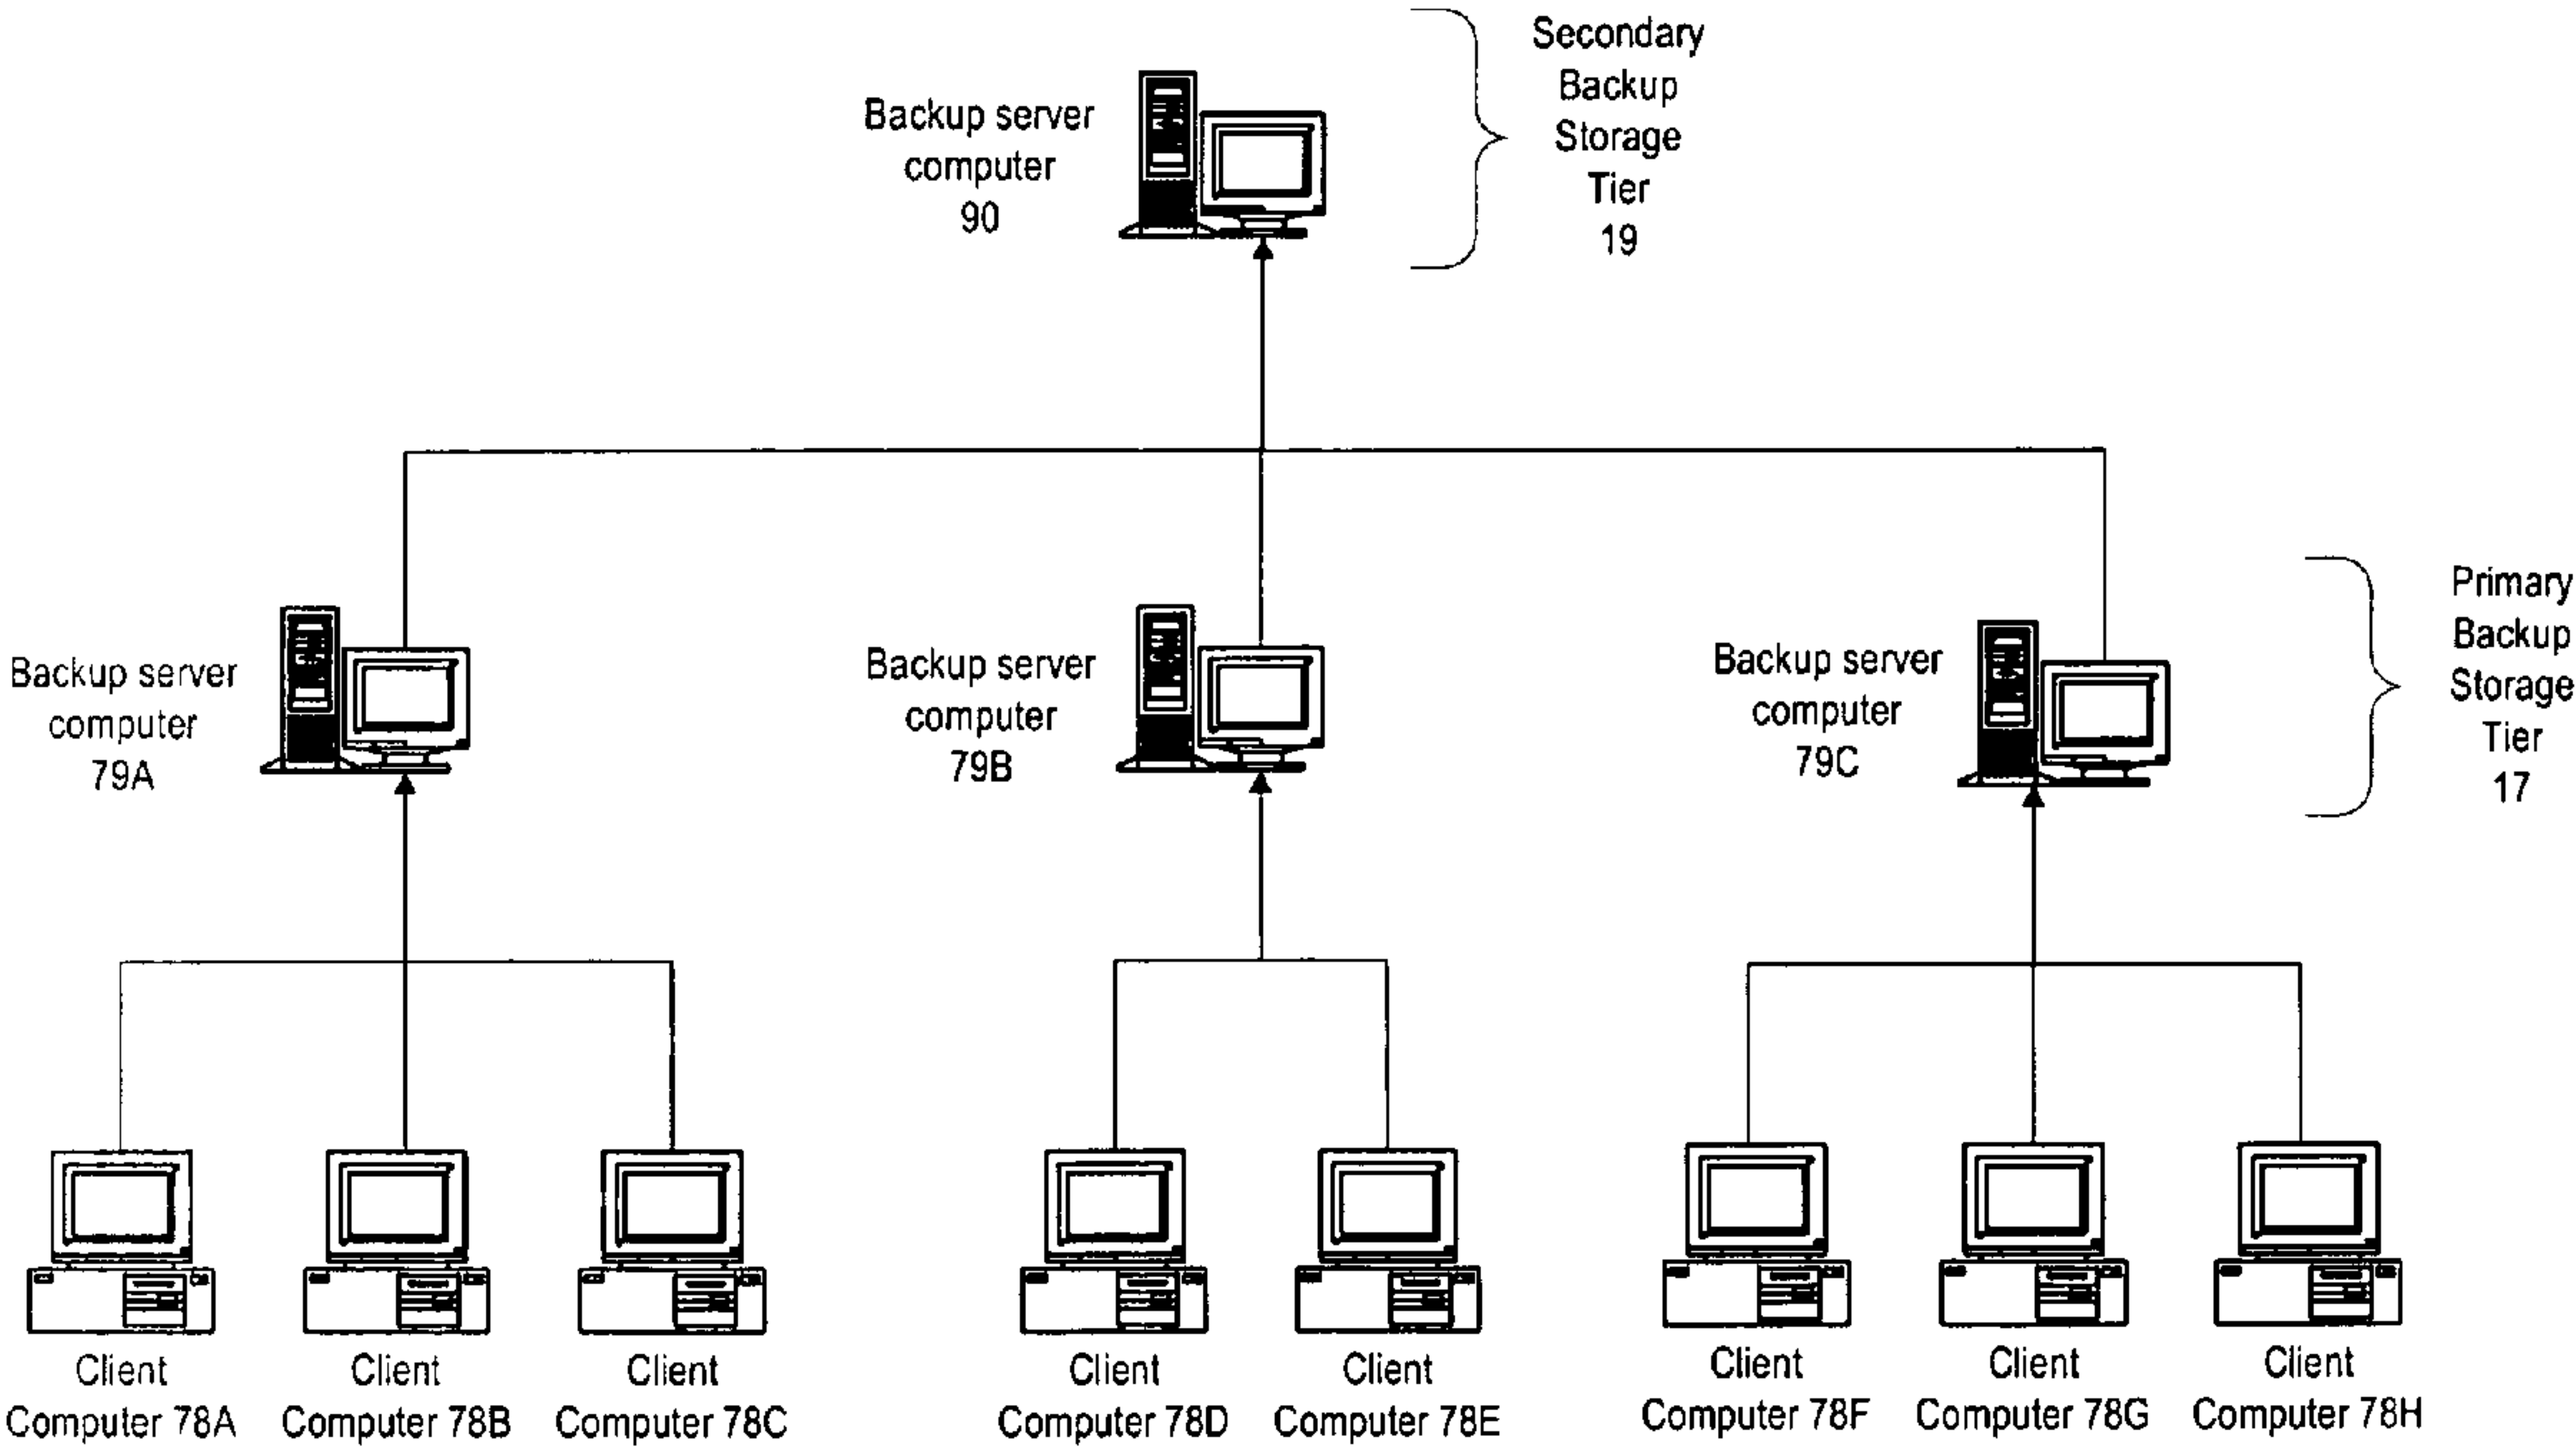 Backup server
computer
90
Secondary
Backup
Storage
Tier
19
Backup server
computer
79A
Backup server
computer
79B
Backup server
computer
79C
Primary
Backup
Storage
Tier
17
Client
Computer 78A
Client
Computer 78B
Client
Computer 78C
Client
Computer 78D
Client
Computer 78E
Client
Computer 78F
Client
Computer 78G
Client
Computer 78H